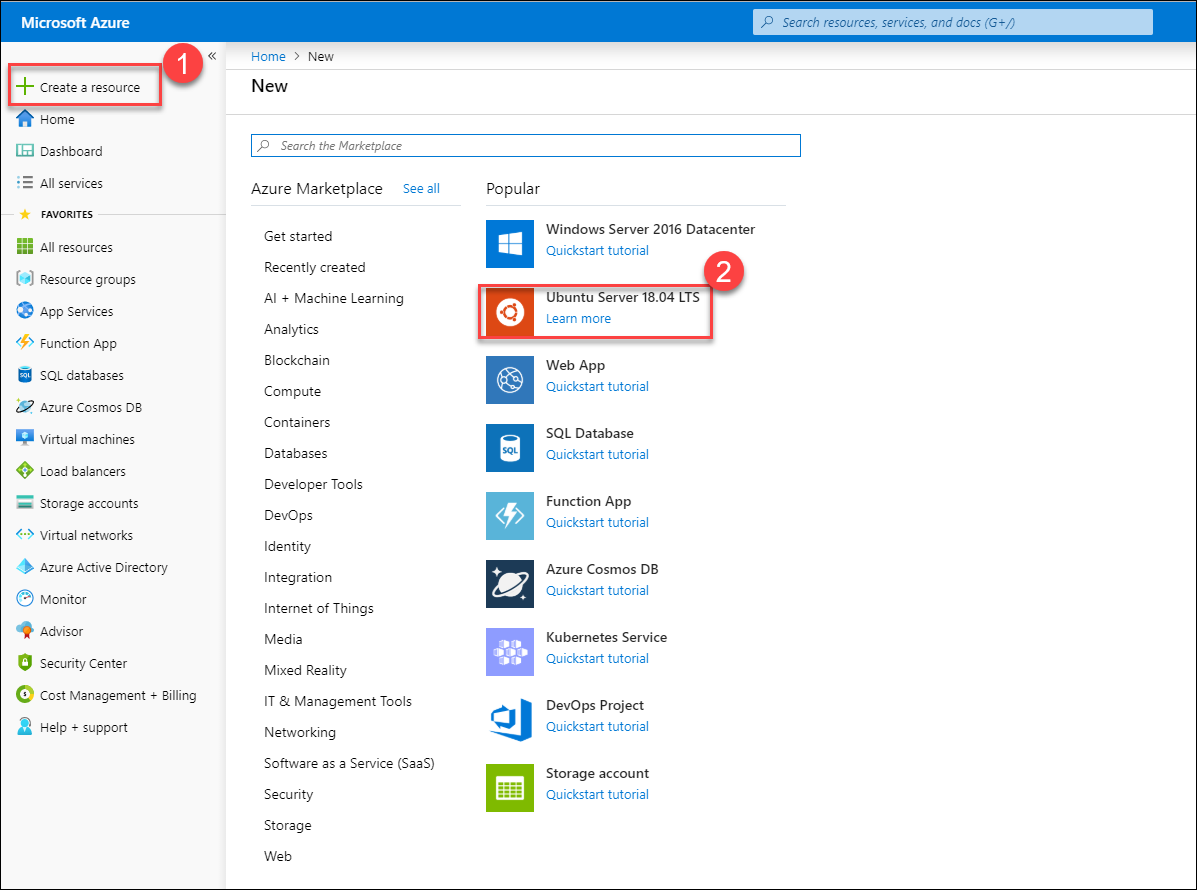 Microsoft Azure
Search resources, services, and docs (G+/)
«
1
Create a resource
Home
Dashboard
All services
FAVORITES
All resources
Resource groups
App Services
Function App
SQL databases
Azure Cosmos DB
Virtual machines
Load balancers
Storage accounts
Virtual networks
Azure Active Directory
Monitor
Advisor
Security Center
Cost Management + Billing
Help + support
Home > New
New
Search the Marketplace
Azure Marketplace See all
Get started
Recently created
AI + Machine Learning
Analytics
Blockchain
Compute
Containers
Databases
Developer Tools
DevOps
Identity
Integration
Internet of Things
Media
Mixed Reality
IT & Management Tools
Networking
Software as a Service (SaaS)
Security
Storage
Web
Popular
Windows Server 2016 Datacenter
Quickstart tutorial
2
Ubuntu Server 18.04 LTS
Learn more
Web App
Quickstart tutorial
SQL
SQL Database
Quickstart tutorial
Function App
Quickstart tutorial
Azure Cosmos DB
Quickstart tutorial
Kubernetes Service
Quickstart tutorial
DevOps Project
Quickstart tutorial
Storage account
Quickstart tutorial